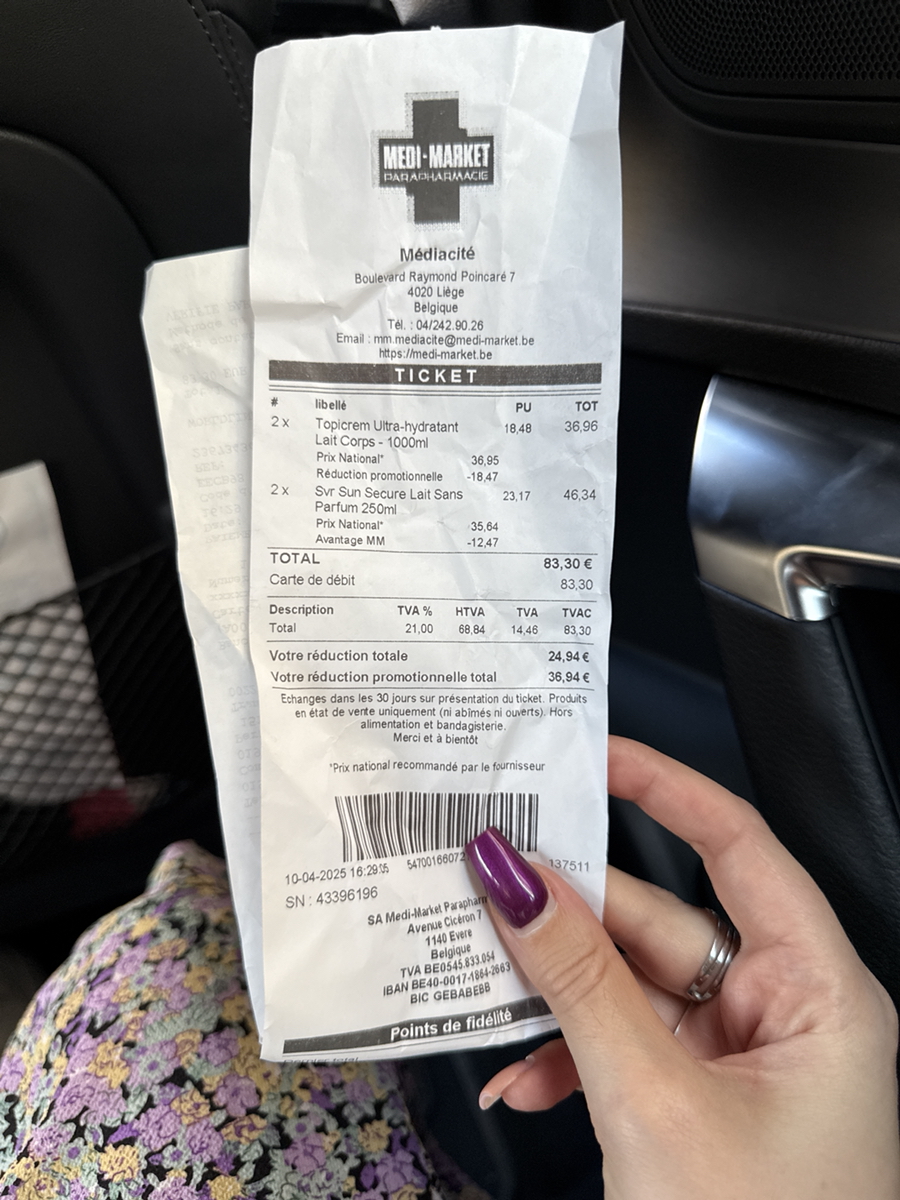 MEDI-MARKET
PARAPHARMACIE
Médiacité
Boulevard Raymond Poincaré 7
4020 Liège
Belgique
Tél. : 04/242.90.26
Email : mm.mediacite@medi-market.be
https://medi-market.be
TICKET
# libellé PU TOT
2 x Topicrem Ultra-hydratant 18,48 36,96
Lait Corps - 1000ml
Prix National* 36,95
Réduction promotionnelle -18,47
2 x Svr Sun Secure Lait Sans 23,17 46,34
Parfum 250ml
Prix National* 35,64
Avantage MM -12,47
TOTAL 83,30 €
Carte de débit 83,30
Description TVA % HTVA TVA TVAC
Total 21,00 68,84 14,46 83,30
Votre réduction totale 24,94 €
Votre réduction promotionnelle total 36,94 €
Echanges dans les 30 jours sur présentation du ticket. Produits
en état de vente uniquement (ni abîmés ni ouverts). Hors
alimentation et bandagisterie.
Merci et à bientôt
*Prix national recommandé par le fournisseur
10-04-2025 16:29:05 5470016607 137511
SN : 43396196
SA Medi-Market Parapharm
Avenue Cicéron 7
1140 Evere
Belgique
TVA BE0545.833.054
IBAN BE40-0017-1864-2663
BIC GEBABEBB
Points de fidélité